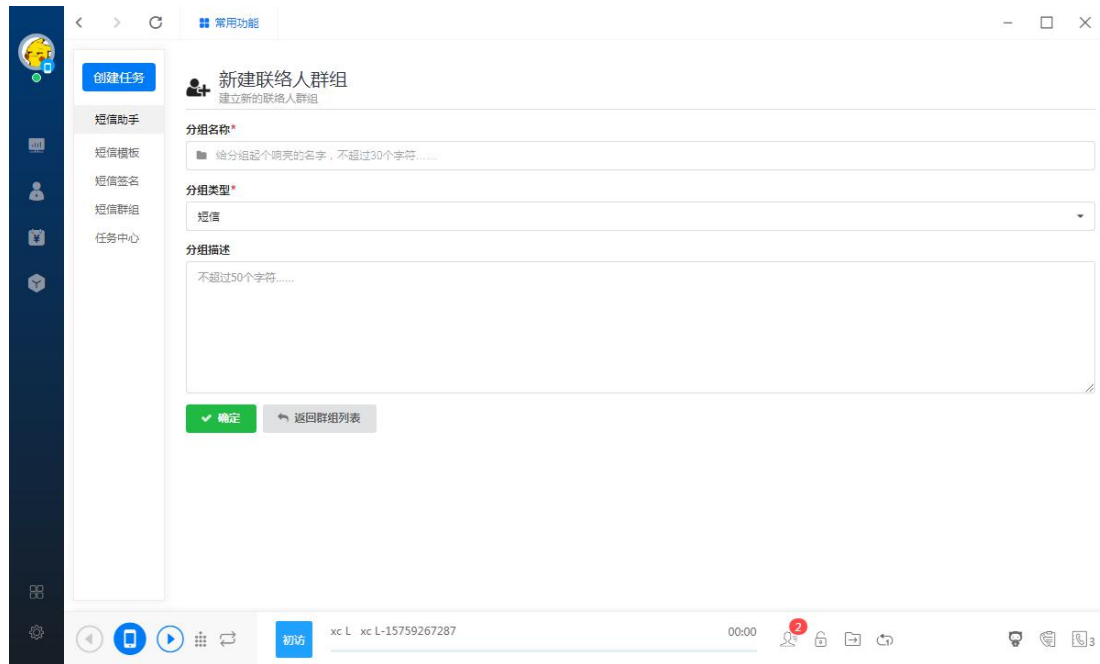 常用功能
创建任务
短信助手
短信模板
短信签名
短信群组
任务中心
新建联络人群组
建立新的联络人群组
分组名称*
给分组起个响亮的名字，不超过30个字符……
分组类型*
短信
分组描述
不超过50个字符……
确定
返回群组列表
初访
xc L xc L-15759267287
00:00
2
3